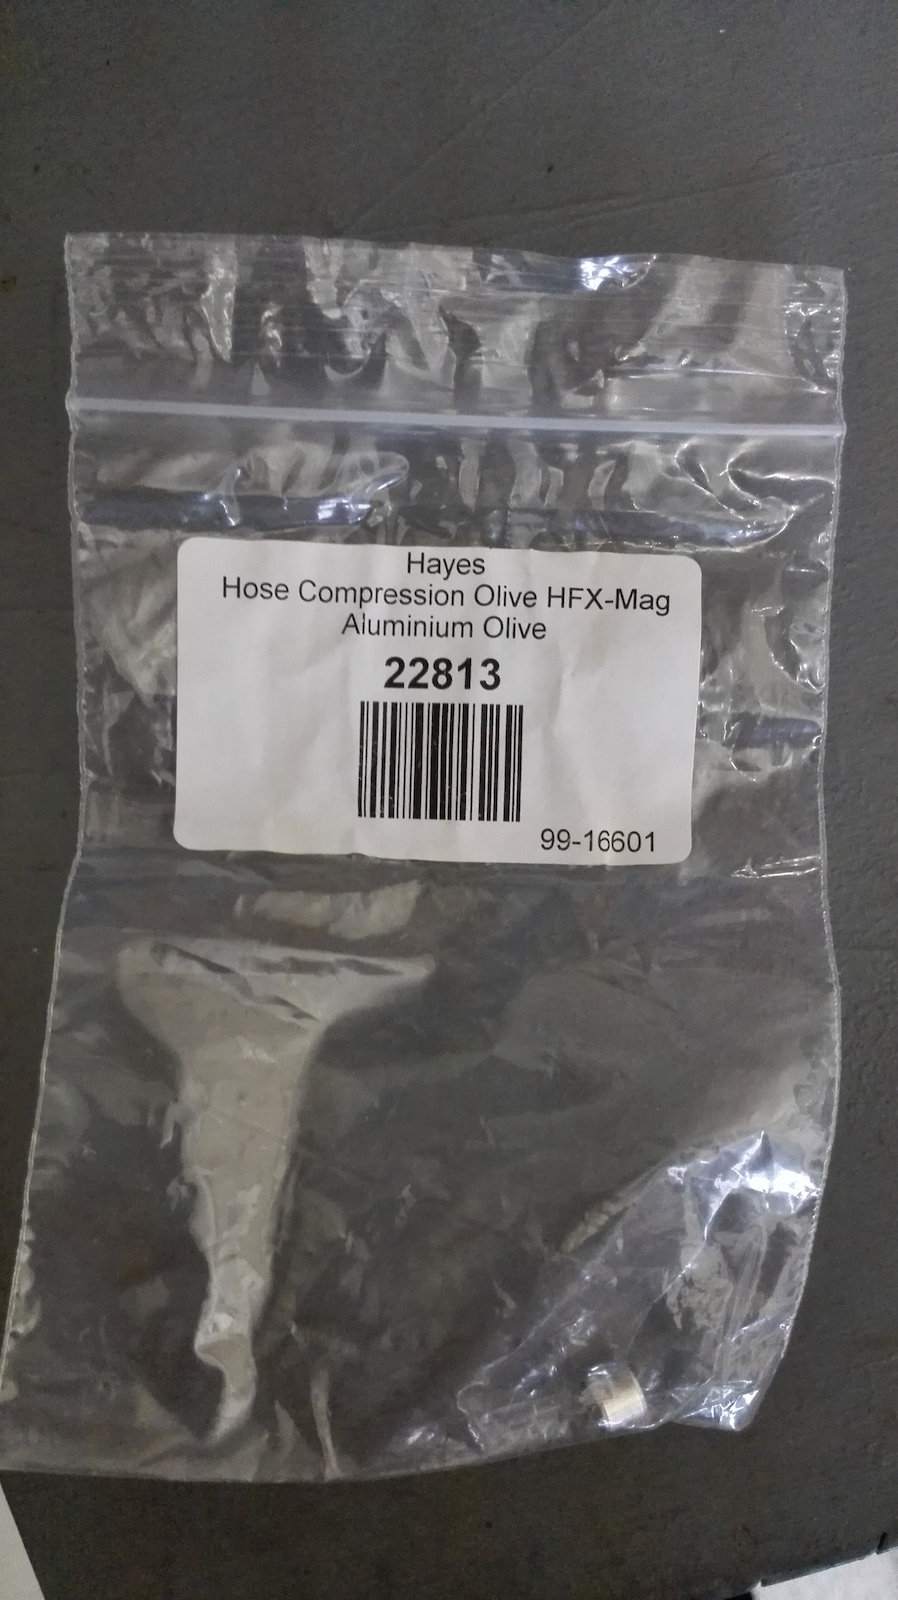 Hayes
Hose Compression Olive HFX-Mag
Aluminium Olive
22813
99-16601